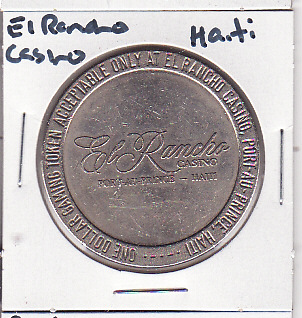 El Rancho
Casino
Haiti
ONE DOLLAR GAMING TOKEN ACCEPTABLE ONLY AT EL RANCHO CASINO, PORT-AU-PRINCE, HAITI
El Rancho
CASINO
PORT-AU-PRINCE HAITI